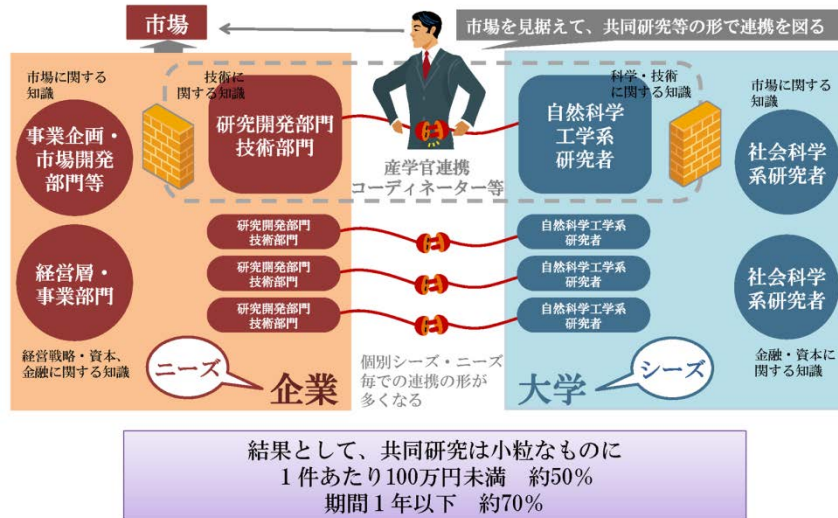 市場
市場を見据えて、共同研究等の形で連携を図る
市場に関する
知識
技術に
関する知識
科学・技術
に関する知識
市場に関する
知識
事業企画・
市場開発
部門等
研究開発部門
技術部門
産学官連携
コーディネーター等
自然科学
工学系
研究者
社会科学
系研究者
経営層・
事業部門
研究開発部門
技術部門
自然科学工学系
研究者
研究開発部門
技術部門
自然科学工学系
研究者
研究開発部門
技術部門
自然科学工学系
研究者
社会科学
系研究者
経営戦略・資本、
金融に関する知識
ニーズ
企業
個別シーズ・ニーズ
毎での連携の形が
多くなる
大学
シーズ
金融・資本に
関する知識
結果として、共同研究は小粒なものに
1件あたり100万円未満 約50%
期間1年以下 約70%